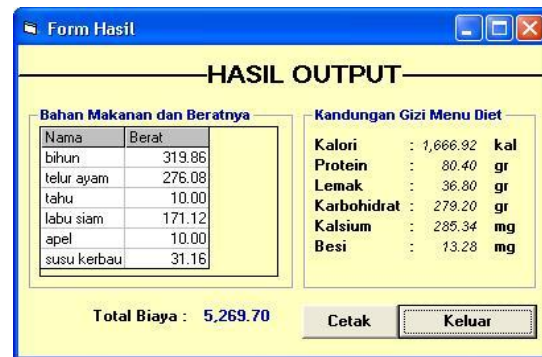 Form Hasil
HASIL OUTPUT
Bahan Makanan dan Beratnya
Nama Berat
bihun 319.86
telur ayam 276.08
tahu 10.00
labu siam 171.12
apel 10.00
susu kerbau 31.16
Kandungan Gizi Menu Diet
Kalori : 1,666.92 kal
Protein : 80.40 gr
Lemak : 36.80 gr
Karbohidrat : 279.20 gr
Kalsium : 285.34 mg
Besi : 13.28 mg
Total Biaya : 5,269.70
Cetak Keluar